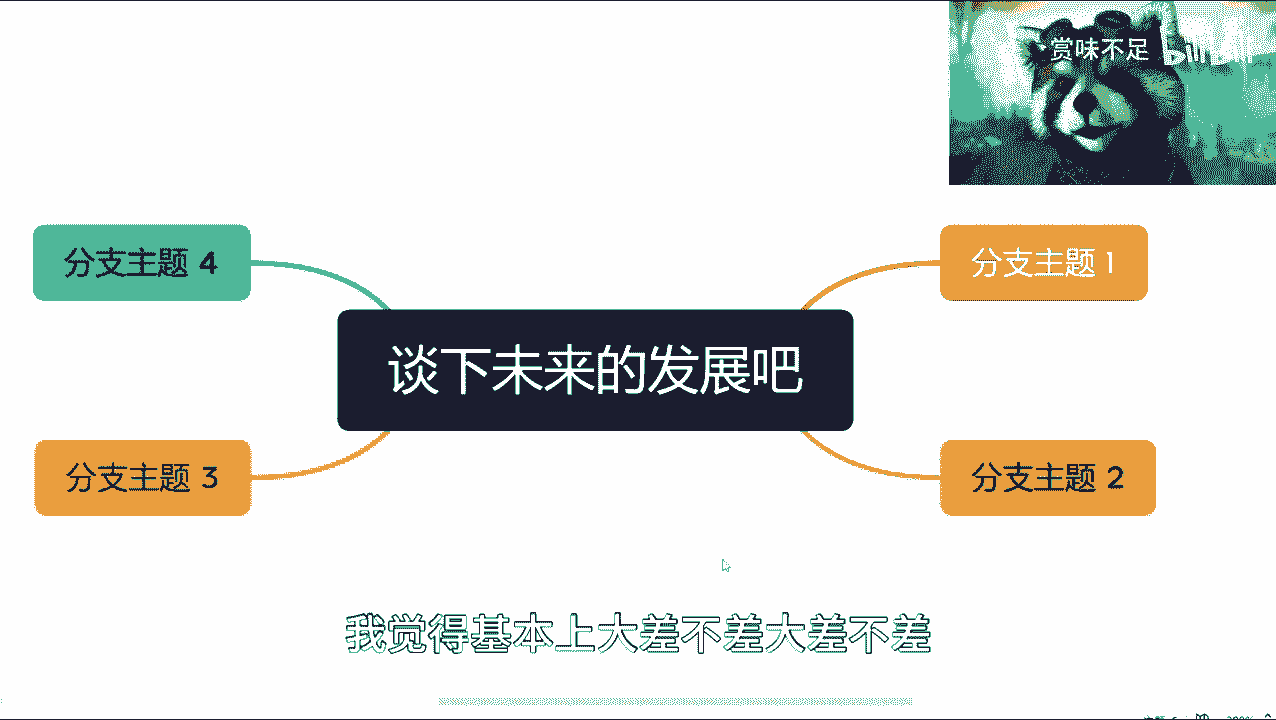 赏味不足
bilibili
分支主题 4
分支主题 1
谈下未来的发展吧
分支主题 3
分支主题 2
我觉得基本上大差不差大差不差